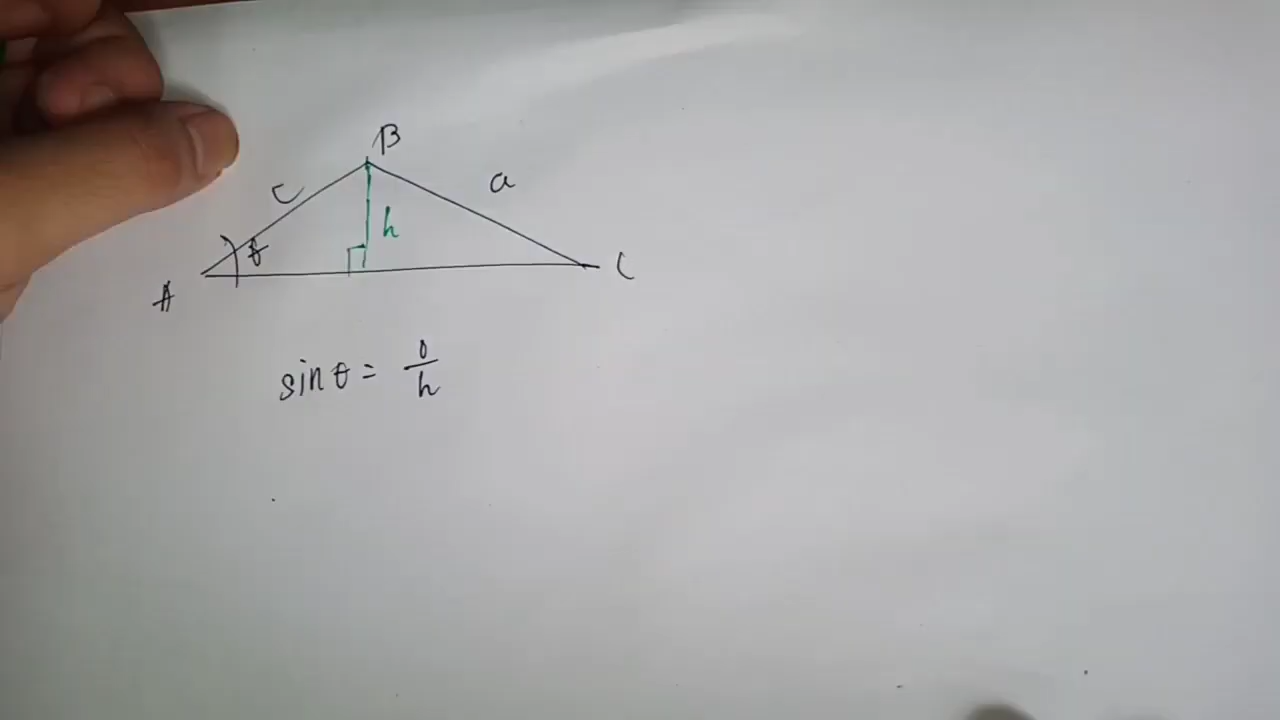 B
c
a
h
θ
A
C
sin θ = o/h